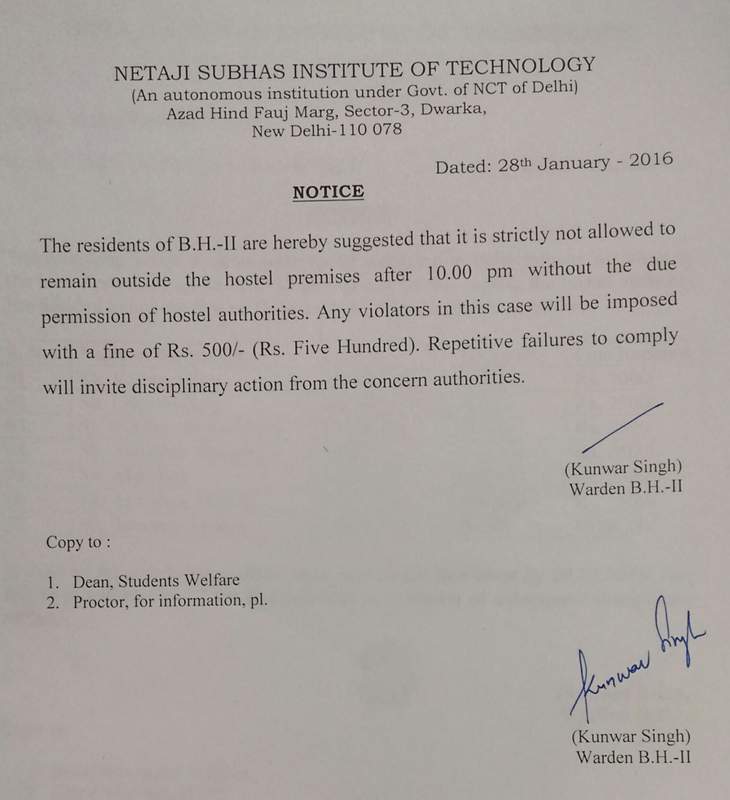 NETAJI SUBHAS INSTITUTE OF TECHNOLOGY
(An autonomous institution under Govt. of NCT of Delhi)
Azad Hind Fauj Marg, Sector-3, Dwarka,
New Delhi-110 078
Dated: 28th January - 2016
NOTICE
The residents of B.H.-II are hereby suggested that it is strictly not allowed to
remain outside the hostel premises after 10.00 pm without the due
permission of hostel authorities. Any violators in this case will be imposed
with a fine of Rs. 500/- (Rs. Five Hundred). Repetitive failures to comply
will invite disciplinary action from the concern authorities.
(Kunwar Singh)
Warden B.H.-II
Copy to :
1. Dean, Students Welfare
2. Proctor, for information, pl.
Kunwar Singh
(Kunwar Singh)
Warden B.H.-II